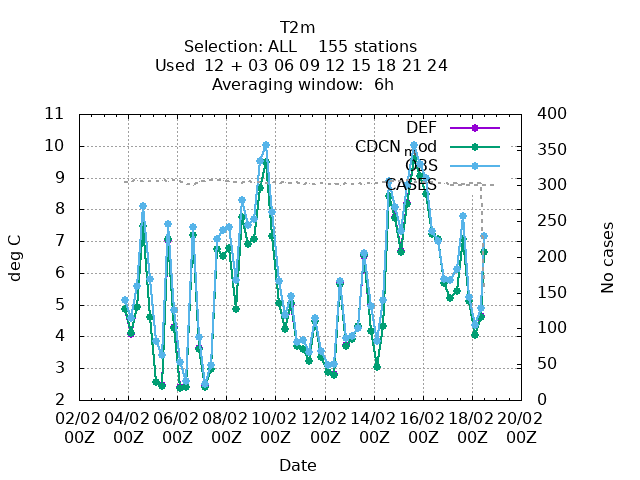 T2m
Selection: ALL    155 stations
Used  12 + 03 06 09 12 15 18 21 24
Averaging window:  6h
11
10
9
8
7
6
5
4
3
2
400
350
300
250
200
150
100
50
0
DEF
CDCN mod
OBS
CASES
deg C
No cases
02/02 04/02 06/02 08/02 10/02 12/02 14/02 16/02 18/02 20/02
00Z 00Z 00Z 00Z 00Z 00Z 00Z 00Z 00Z 00Z
Date